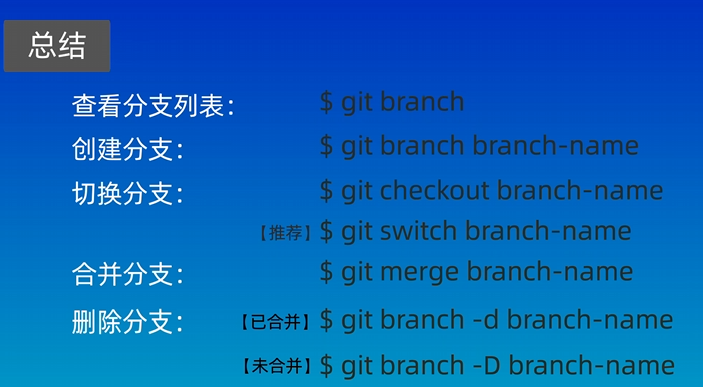 总结
查看分支列表： $ git branch
创建分支： $ git branch branch-name
切换分支： $ git checkout branch-name
【推荐】 $ git switch branch-name
合并分支： $ git merge branch-name
删除分支： 【已合并】 $ git branch -d branch-name
【未合并】 $ git branch -D branch-name